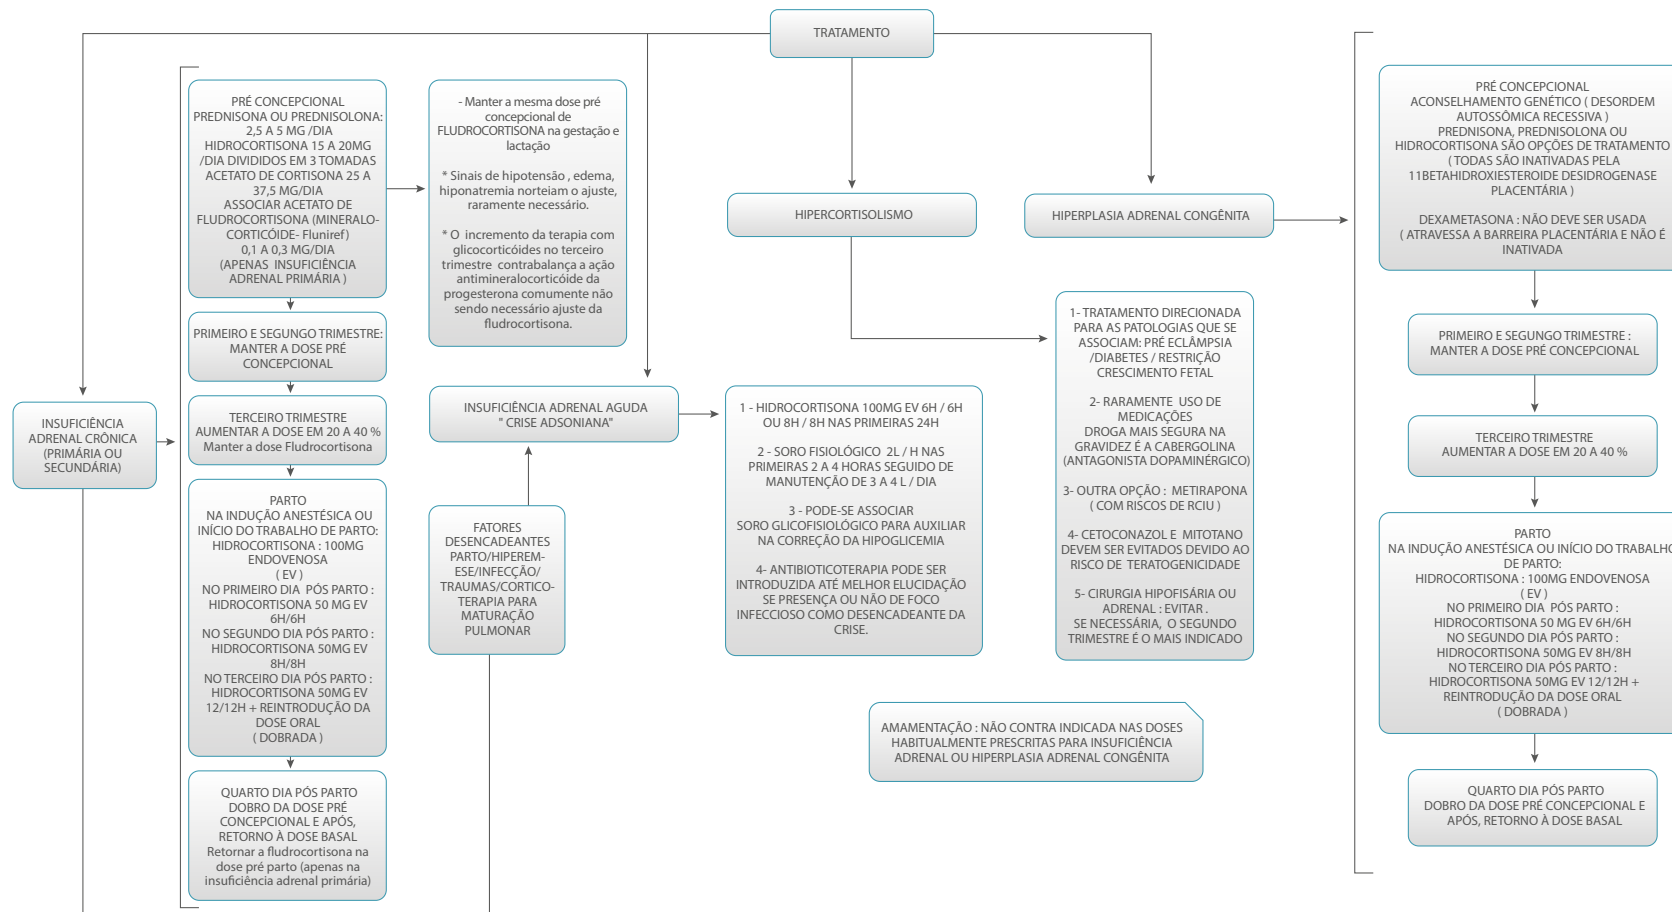 TRATAMENTO
PRÉ CONCEPCIONAL
PREDNISONA OU PREDNISOLONA:
2,5 A 5 MG /DIA
HIDROCORTISONA 15 A 20MG
/DIA DIVIDIDOS EM 3 TOMADAS
ACETATO DE CORTISONA 25 A
37,5 MG/DIA
ASSOCIAR ACETATO DE
FLUDROCORTISONA (MINERALO-
CORTICÓIDE- Fluniref)
0,1 A 0,3 MG/DIA
(APENAS INSUFICIÊNCIA
ADRENAL PRIMÁRIA )
- Manter a mesma dose pré
concepcional de
FLUDROCORTISONA na gestação e
lactação
* Sinais de hipotensão , edema,
hiponatremia norteiam o ajuste,
raramente necessário.
* O incremento da terapia com
glicocorticóides no terceiro
trimestre contrabalança a ação
antimineralocorticóide da
progesterona comumente não
sendo necessário ajuste da
fludrocortisona.
HIPERCORTISOLISMO
HIPERPLASIA ADRENAL CONGÊNITA
PRÉ CONCEPCIONAL
ACONSELHAMENTO GENÉTICO ( DESORDEM
AUTOSSÔMICA RECESSIVA )
PREDNISONA, PREDNISOLONA OU
HIDROCORTISONA SÃO OPÇÕES DE TRATAMENTO
( TODAS SÃO INATIVADAS PELA
11BETAHIDROXIESTEROIDE DESIDROGENASE
PLACENTÁRIA )
DEXAMETASONA : NÃO DEVE SER USADA
( ATRAVESSA A BARREIRA PLACENTÁRIA E NÃO É
INATIVADA
PRIMEIRO E SEGUNGO TRIMESTRE:
MANTER A DOSE PRÉ
CONCEPCIONAL
TERCEIRO TRIMESTRE
AUMENTAR A DOSE EM 20 A 40 %
Manter a dose Fludrocortisona
INSUFICIÊNCIA
ADRENAL CRÔNICA
(PRIMÁRIA OU
SECUNDÁRIA)
PARTO
NA INDUÇÃO ANESTÉSICA OU
INÍCIO DO TRABALHO DE PARTO:
HIDROCORTISONA : 100MG
ENDOVENOSA
( EV )
NO PRIMEIRO DIA PÓS PARTO :
HIDROCORTISONA 50 MG EV
6H/6H
NO SEGUNDO DIA PÓS PARTO :
HIDROCORTISONA 50MG EV
8H/8H
NO TERCEIRO DIA PÓS PARTO :
HIDROCORTISONA 50MG EV
12/12H + REINTRODUÇÃO DA
DOSE ORAL
( DOBRADA )
QUARTO DIA PÓS PARTO
DOBRO DA DOSE PRÉ
CONCEPCIONAL E APÓS,
RETORNO À DOSE BASAL
Retornar a fludrocortisona na
dose pré parto (apenas na
insuficiência adrenal primária)
INSUFICIÊNCIA ADRENAL AGUDA
" CRISE ADSONIANA"
FATORES
DESENCADEANTES
PARTO/HIPEREM-
ESE/INFECÇÃO/
TRAUMAS/CORTICO-
TERAPIA PARA
MATURAÇÃO
PULMONAR
1 - HIDROCORTISONA 100MG EV 6H / 6H
OU 8H / 8H NAS PRIMEIRAS 24H
2 - SORO FISIOLÓGICO 2L / H NAS
PRIMEIRAS 2 A 4 HORAS SEGUIDO DE
MANUTENÇÃO DE 3 A 4 L / DIA
3 - PODE-SE ASSOCIAR
SORO GLICOFISIOLÓGICO PARA AUXILIAR
NA CORREÇÃO DA HIPOGLICEMIA
4- ANTIBIOTICOTERAPIA PODE SER
INTRODUZIDA ATÉ MELHOR ELUCIDAÇÃO
SE PRESENÇA OU NÃO DE FOCO
INFECCIOSO COMO DESENCADEANTE DA
CRISE.
1- TRATAMENTO DIRECIONADA
PARA AS PATOLOGIAS QUE SE
ASSOCIAM: PRÉ ECLÂMPSIA
/DIABETES / RESTRIÇÃO
CRESCIMENTO FETAL
2- RARAMENTE USO DE
MEDICAÇÕES
DROGA MAIS SEGURA NA
GRAVIDEZ É A CABERGOLINA
(ANTAGONISTA DOPAMINÉRGICO)
3- OUTRA OPÇÃO : METIRAPONA
( COM RISCOS DE RCIU )
4- CETOCONAZOL E MITOTANO
DEVEM SER EVITADOS DEVIDO AO
RISCO DE TERATOGENICIDADE
5- CIRURGIA HIPOFISÁRIA OU
ADRENAL : EVITAR .
SE NECESSÁRIA, O SEGUNDO
TRIMESTRE É O MAIS INDICADO
AMAMENTAÇÃO : NÃO CONTRA INDICADA NAS DOSES
HABITUALMENTE PRESCRITAS PARA INSUFICIÊNCIA
ADRENAL OU HIPERPLASIA ADRENAL CONGÊNITA
PRIMEIRO E SEGUNGO TRIMESTRE :
MANTER A DOSE PRÉ CONCEPCIONAL
TERCEIRO TRIMESTRE
AUMENTAR A DOSE EM 20 A 40 %
PARTO
NA INDUÇÃO ANESTÉSICA OU INÍCIO DO TRABALHO
DE PARTO:
HIDROCORTISONA : 100MG ENDOVENOSA
( EV )
NO PRIMEIRO DIA PÓS PARTO :
HIDROCORTISONA 50 MG EV 6H/6H
NO SEGUNDO DIA PÓS PARTO :
HIDROCORTISONA 50MG EV 8H/8H
NO TERCEIRO DIA PÓS PARTO :
HIDROCORTISONA 50MG EV 12/12H +
REINTRODUÇÃO DA DOSE ORAL
( DOBRADA )
QUARTO DIA PÓS PARTO
DOBRO DA DOSE PRÉ CONCEPCIONAL E
APÓS, RETORNO À DOSE BASAL